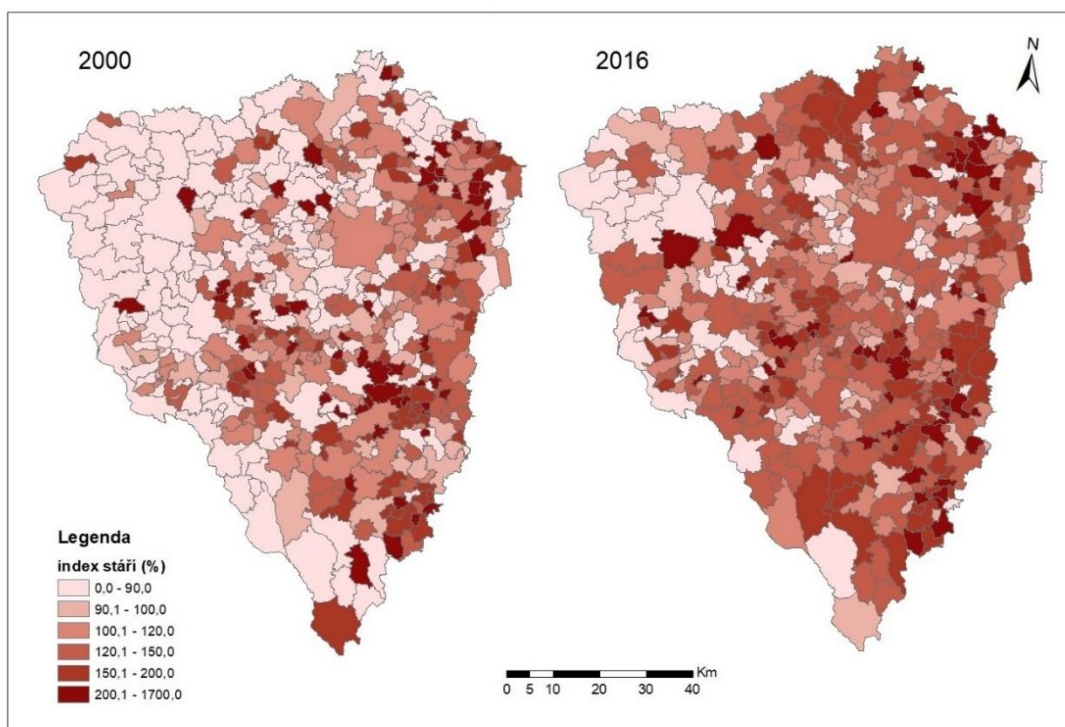 2000
2016
N
Legenda
index stáří (%)
0,0 - 90,0
90,1 - 100,0
100,1 - 120,0
120,1 - 150,0
150,1 - 200,0
200,1 - 1700,0
Km
0 5 10 20 30 40